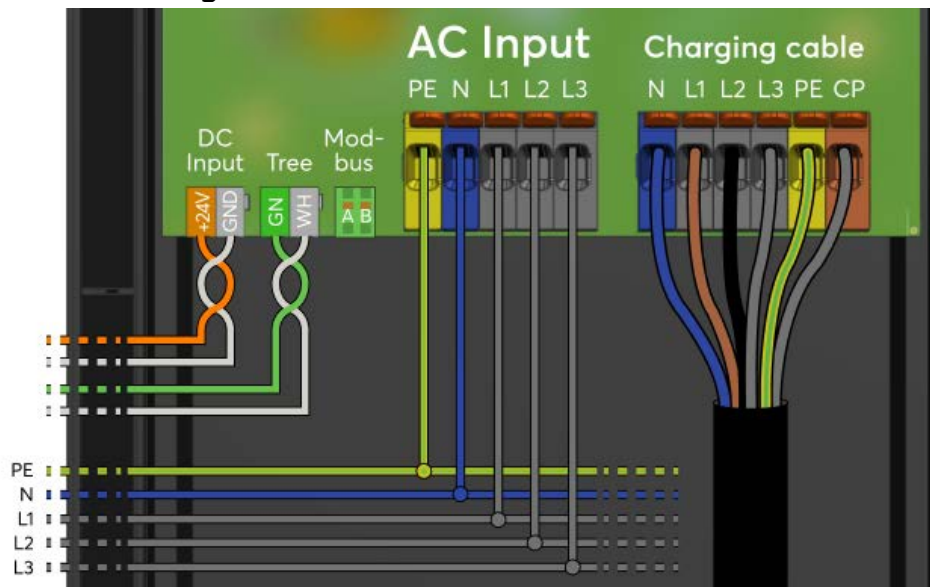 AC Input
Charging cable
PE N L1 L2 L3
N L1 L2 L3 PE CP
DC
Input
Tree
Mod-
bus
+24V
GND
GN
WH
A B
PE
N
L1
L2
L3